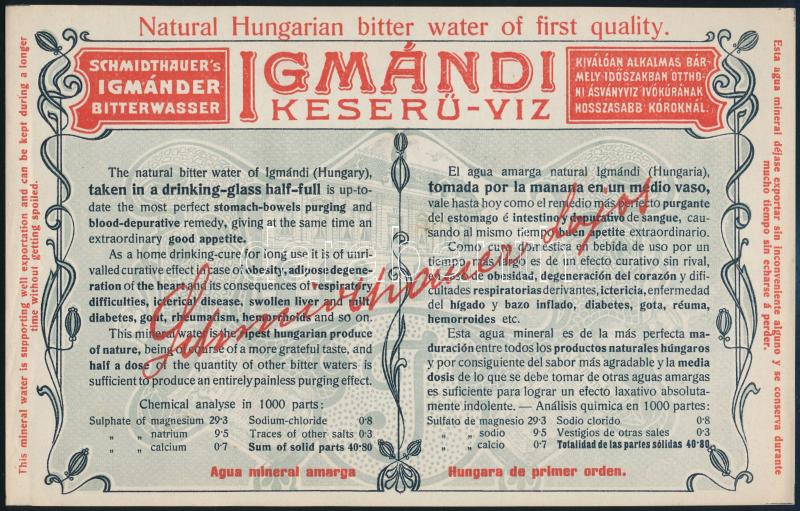 Natural Hungarian bitter water of first quality.
SCHMIDTHAUER's
IGMÁNDER
BITTERWASSER
IGMÁNDI
KESERŰ-VIZ
KIVÁLÓAN ALKALMAS BÁR-
MELY IDŐSZAKBAN OTTHO-
NI ÁSVÁNYVIZ IVÓKÚRÁNAK
HOSSZASABB KÓROKNÁL.
This mineral water is supporting well exportation and can be kept during a longer
time without getting spoiled.
The natural bitter water of Igmándi (Hungary),
taken in a drinking-glass half-full is up-to-
date the most perfect stomach-bowels purging and
blood-depurative remedy, giving at the same time an
extraordinary good appetite.
As a home drinking-cure for long use it is of unri-
valled curative effect in case of obesity, adipose degene-
ration of the heart and its consequences of respiratory
difficulties, icterical disease, swollen liver and milt,
diabetes, gout, rheumatism, hemorrhoids and so on.
This mineral water is the best hungarian produce
of nature, being of course of a more grateful taste, and
half a dose of the quantity of other bitter waters is
sufficient to produce an entirely painless purging effect.
Chemical analyse in 1000 parts:
Sulphate of magnesium 29·3 Sodium-chloride 0·8
„ „ natrium 9·5 Traces of other salts 0·3
„ „ calcium 0·7 Sum of solid parts 40·80
Agua mineral amarga
El agua amarga natural Igmándi (Hungria),
tomada por la manana en un medio vaso,
vale hasta hoy como el remedio más perfecto purgante
del estomago é intestino y depurativo de sangre, cau-
sando al mismo tiempo buen petite extraordinario.
Como cura domestica en bebida de uso por un
tiempo más largo es de un efecto curativo sin rival,
en caso de obesidad, degeneración del corazón y difi-
ultades respiratorias derivantes, ictericia, enfermedad
del hígado y bazo inflado, diabetes, gota, réuma,
hemorroides etc.
Esta agua mineral es de la más perfecta ma-
duración entre todos los productos naturales húngaros
y por consiguiente del sabor más agradable y la media
dosis de lo que se debe tomar de otras aguas amargas
es suficiente para lograr un efecto laxativo absoluta-
mente indolente. — Análisis quimica en 1000 partes:
Sulfato de magnesio 29·3 Sodio clorido 0·8
„ „ sodio 9·5 Vestigios de otras sales 0·3
„ „ calcio 0·7 Totalidad de las partes sólidas 40·80
Hungara de primer orden.
Schmidthauer Lajos
Esta agua mineral déjase exportar sin inconveniente alguno y se conserva durante
mucho tiempo sin echarse á perder.